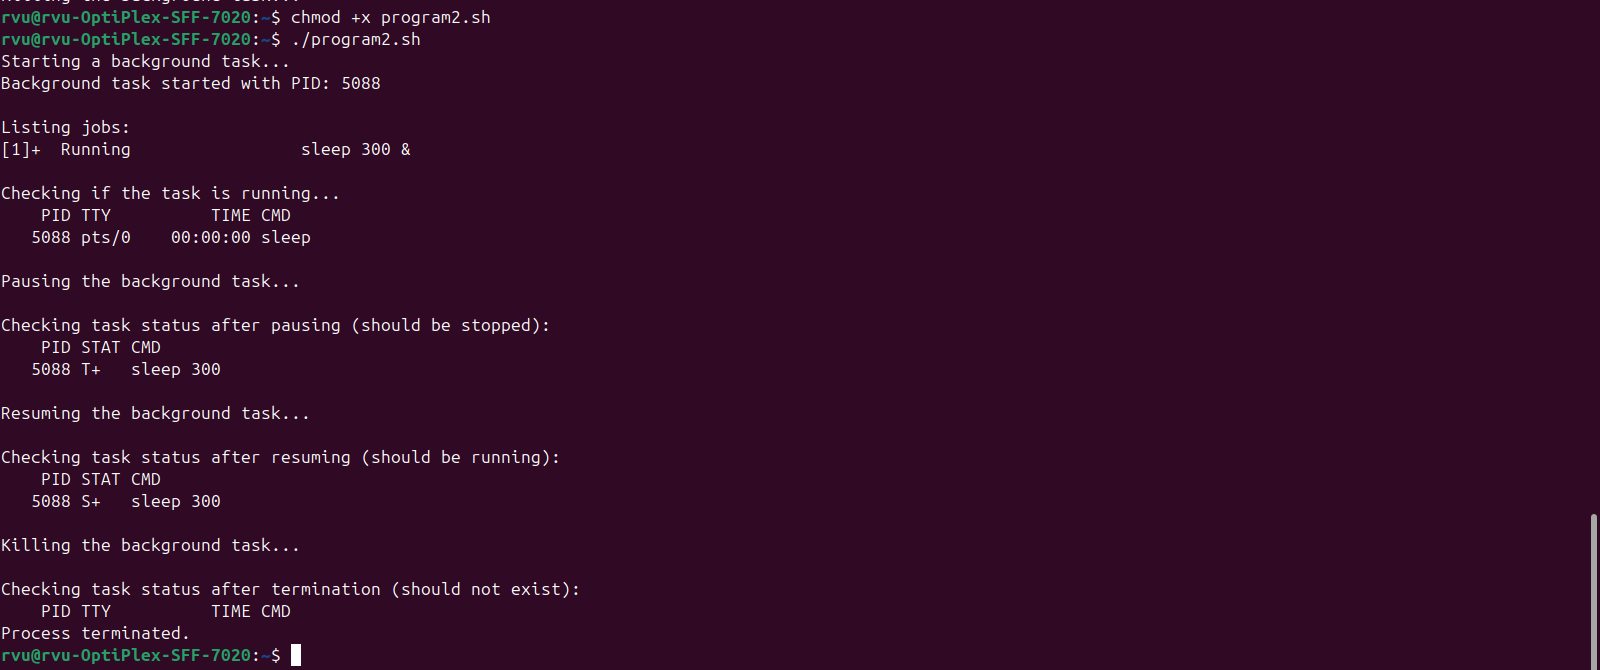 rvu@rvu-OptiPlex-SFF-7020:~$ chmod +x program2.sh
rvu@rvu-OptiPlex-SFF-7020:~$ ./program2.sh
Starting a background task...
Background task started with PID: 5088
Listing jobs:
[1]+  Running                 sleep 300 &
Checking if the task is running...
    PID TTY          TIME CMD
   5088 pts/0    00:00:00 sleep
Pausing the background task...
Checking task status after pausing (should be stopped):
    PID STAT CMD
   5088 T+   sleep 300
Resuming the background task...
Checking task status after resuming (should be running):
    PID STAT CMD
   5088 S+   sleep 300
Killing the background task...
Checking task status after termination (should not exist):
    PID TTY          TIME CMD
Process terminated.
rvu@rvu-OptiPlex-SFF-7020:~$